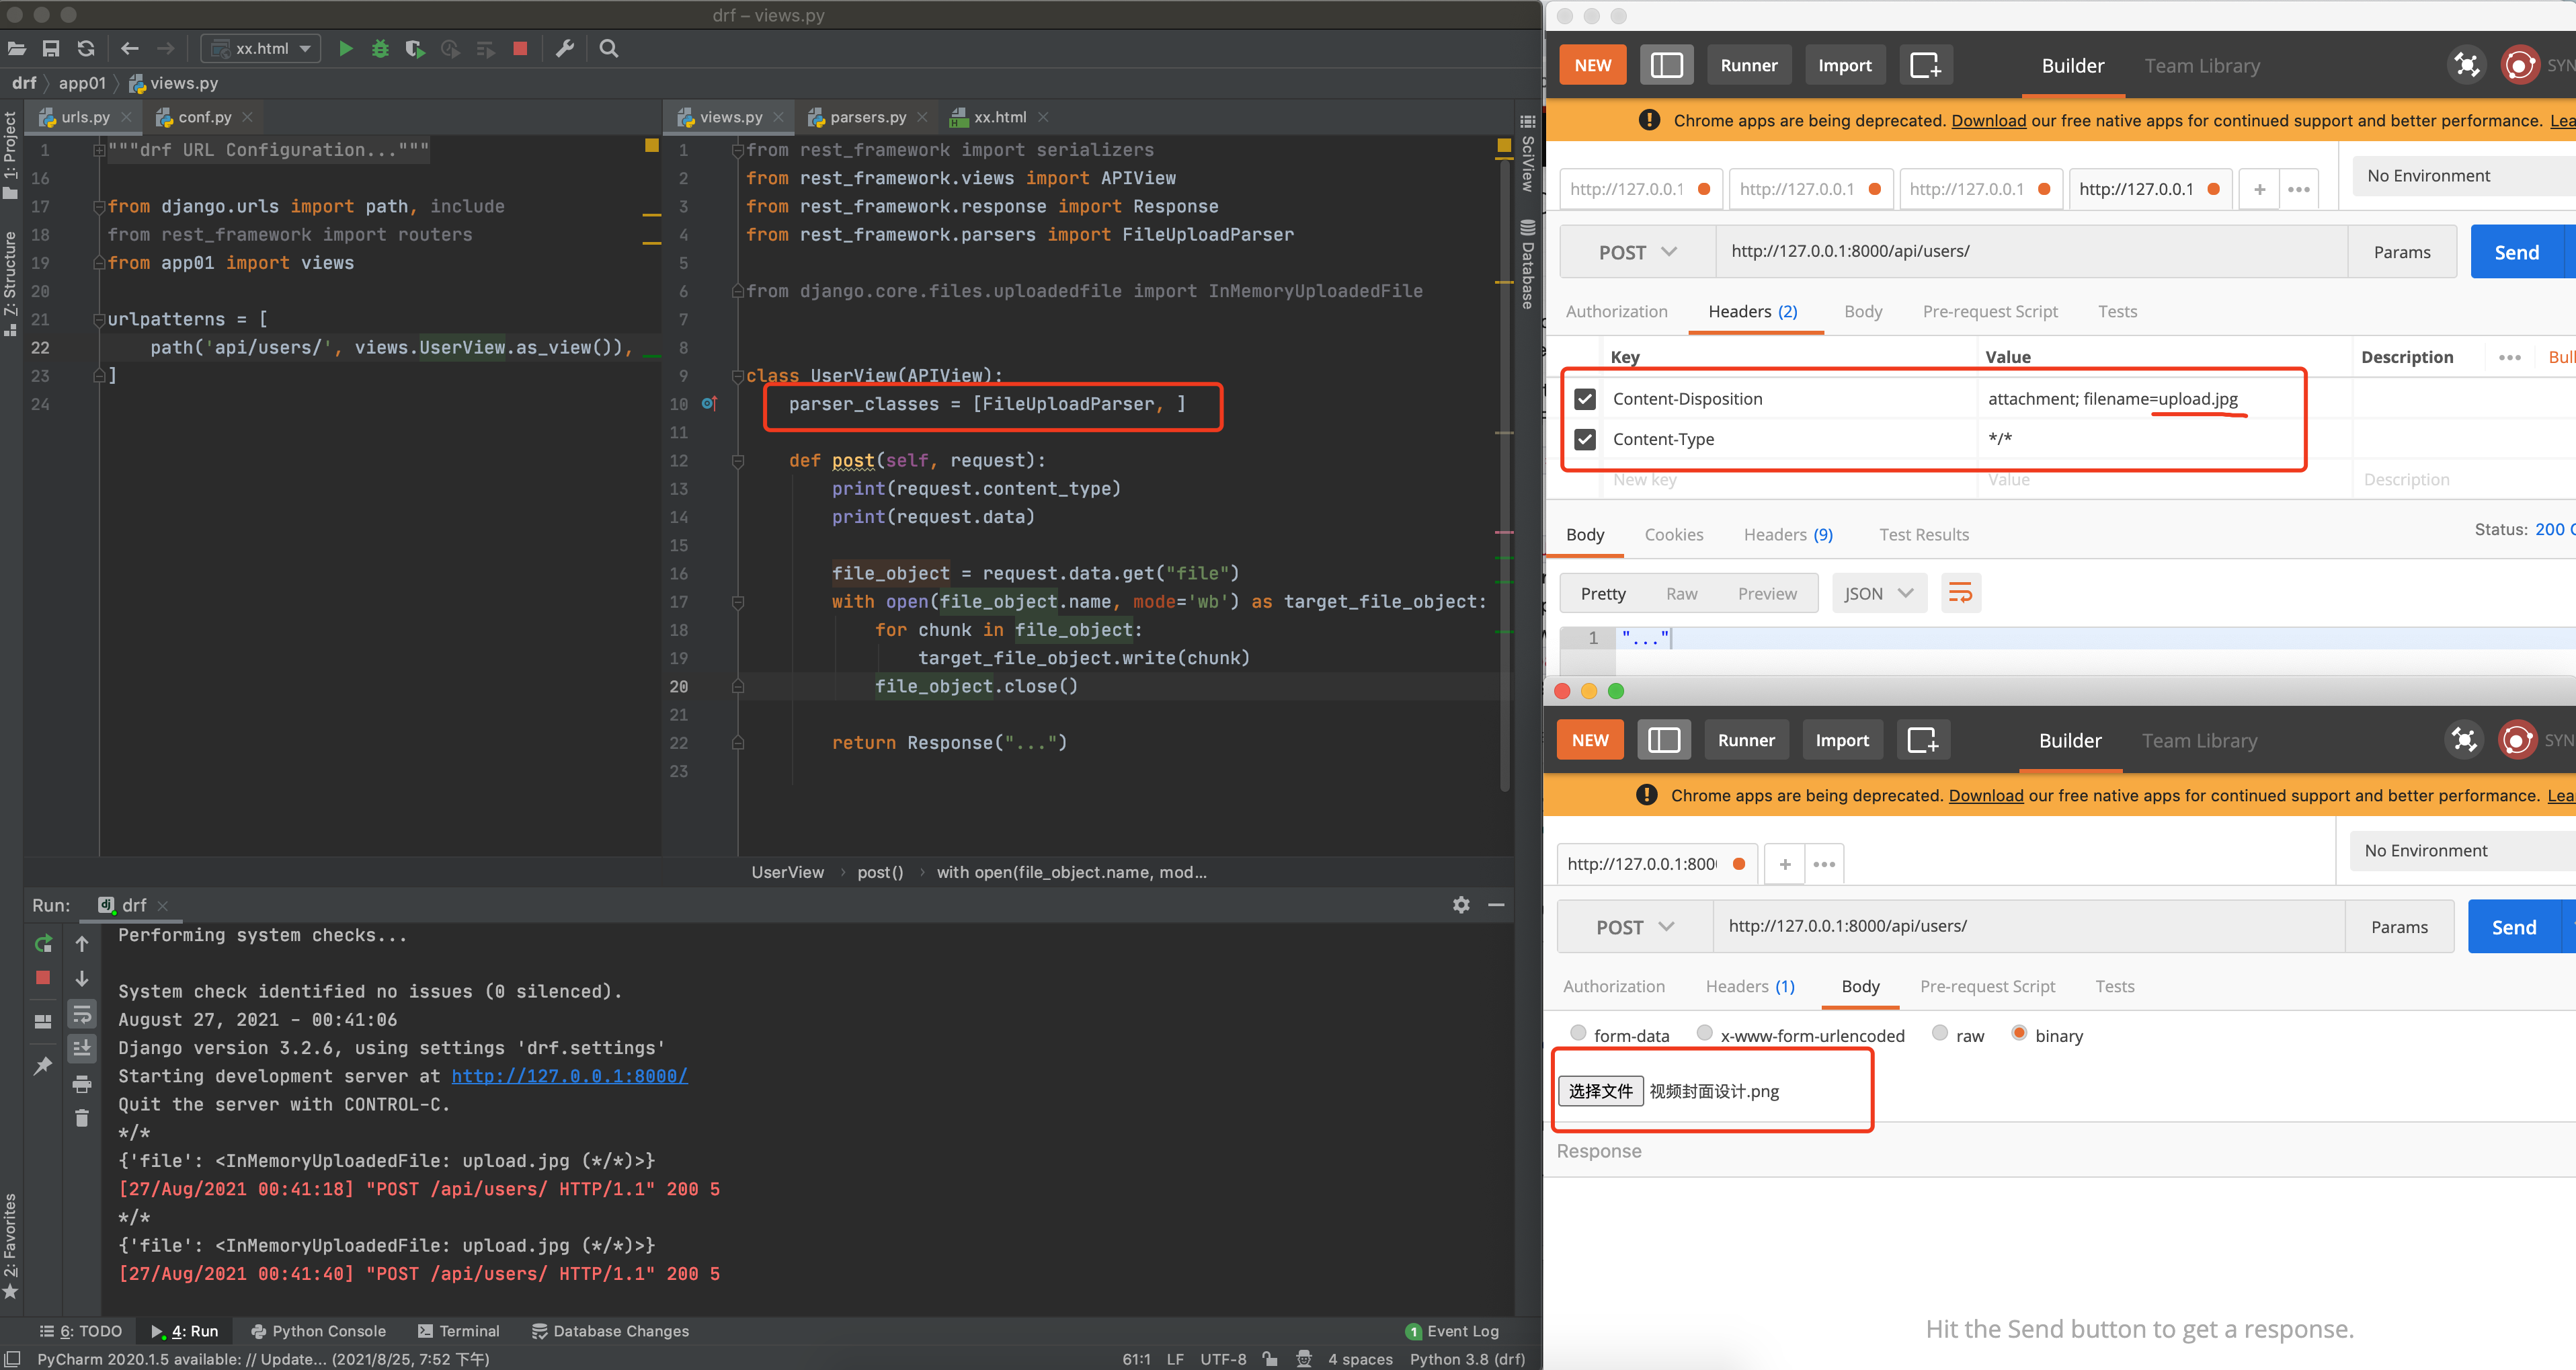 drf – views.py
xx.html
drf
app01
views.py
urls.py
conf.py
views.py
parsers.py
xx.html
1: Project
Z: Structure
2: Favorites
SciView
Database
1 """drf URL Configuration..."""
16
17 from django.urls import path, include
18 from rest_framework import routers
19 from app01 import views
20
21 urlpatterns = [
22     path('api/users/', views.UserView.as_view()),
23 ]
24
1 from rest_framework import serializers
2 from rest_framework.views import APIView
3 from rest_framework.response import Response
4 from rest_framework.parsers import FileUploadParser
5
6 from django.core.files.uploadedfile import InMemoryUploadedFile
7
8
9 class UserView(APIView):
10     parser_classes = [FileUploadParser, ]
11
12     def post(self, request):
13         print(request.content_type)
14         print(request.data)
15
16         file_object = request.data.get("file")
17         with open(file_object.name, mode='wb') as target_file_object:
18             for chunk in file_object:
19                 target_file_object.write(chunk)
20             file_object.close()
21
22         return Response("...")
23
UserView › post() › with open(file_object.name, mod...
Run: drf
Performing system checks...
System check identified no issues (0 silenced).
August 27, 2021 - 00:41:06
Django version 3.2.6, using settings 'drf.settings'
Starting development server at http://127.0.0.1:8000/
Quit the server with CONTROL-C.
*/*
{'file': <InMemoryUploadedFile: upload.jpg (*/*)>}
[27/Aug/2021 00:41:18] "POST /api/users/ HTTP/1.1" 200 5
*/*
{'file': <InMemoryUploadedFile: upload.jpg (*/*)>}
[27/Aug/2021 00:41:40] "POST /api/users/ HTTP/1.1" 200 5
6: TODO
4: Run
Python Console
Terminal
Database Changes
1 Event Log
PyCharm 2020.1.5 available: // Update... (2021/8/25, 7:52 下午)
61:1 LF UTF-8 4 spaces Python 3.8 (drf)
NEW Runner Import Builder Team Library SYN
Chrome apps are being deprecated. Download our free native apps for continued support and better performance. Lea
http://127.0.0.1 http://127.0.0.1 http://127.0.0.1 http://127.0.0.1 + •••
No Environment
POST http://127.0.0.1:8000/api/users/ Params Send
Authorization Headers (2) Body Pre-request Script Tests
Key Value Description ••• Bul
Content-Disposition attachment; filename=upload.jpg
Content-Type */*
New key Value Description
Body Cookies Headers (9) Test Results Status: 200
Pretty Raw Preview JSON
1 "..."
NEW Runner Import Builder Team Library SYN
Chrome apps are being deprecated. Download our free native apps for continued support and better performance. Lea
http://127.0.0.1:800 + •••
No Environment
POST http://127.0.0.1:8000/api/users/ Params Send
Authorization Headers (1) Body Pre-request Script Tests
form-data x-www-form-urlencoded raw binary
选择文件 视频封面设计.png
Response
Hit the Send button to get a response.